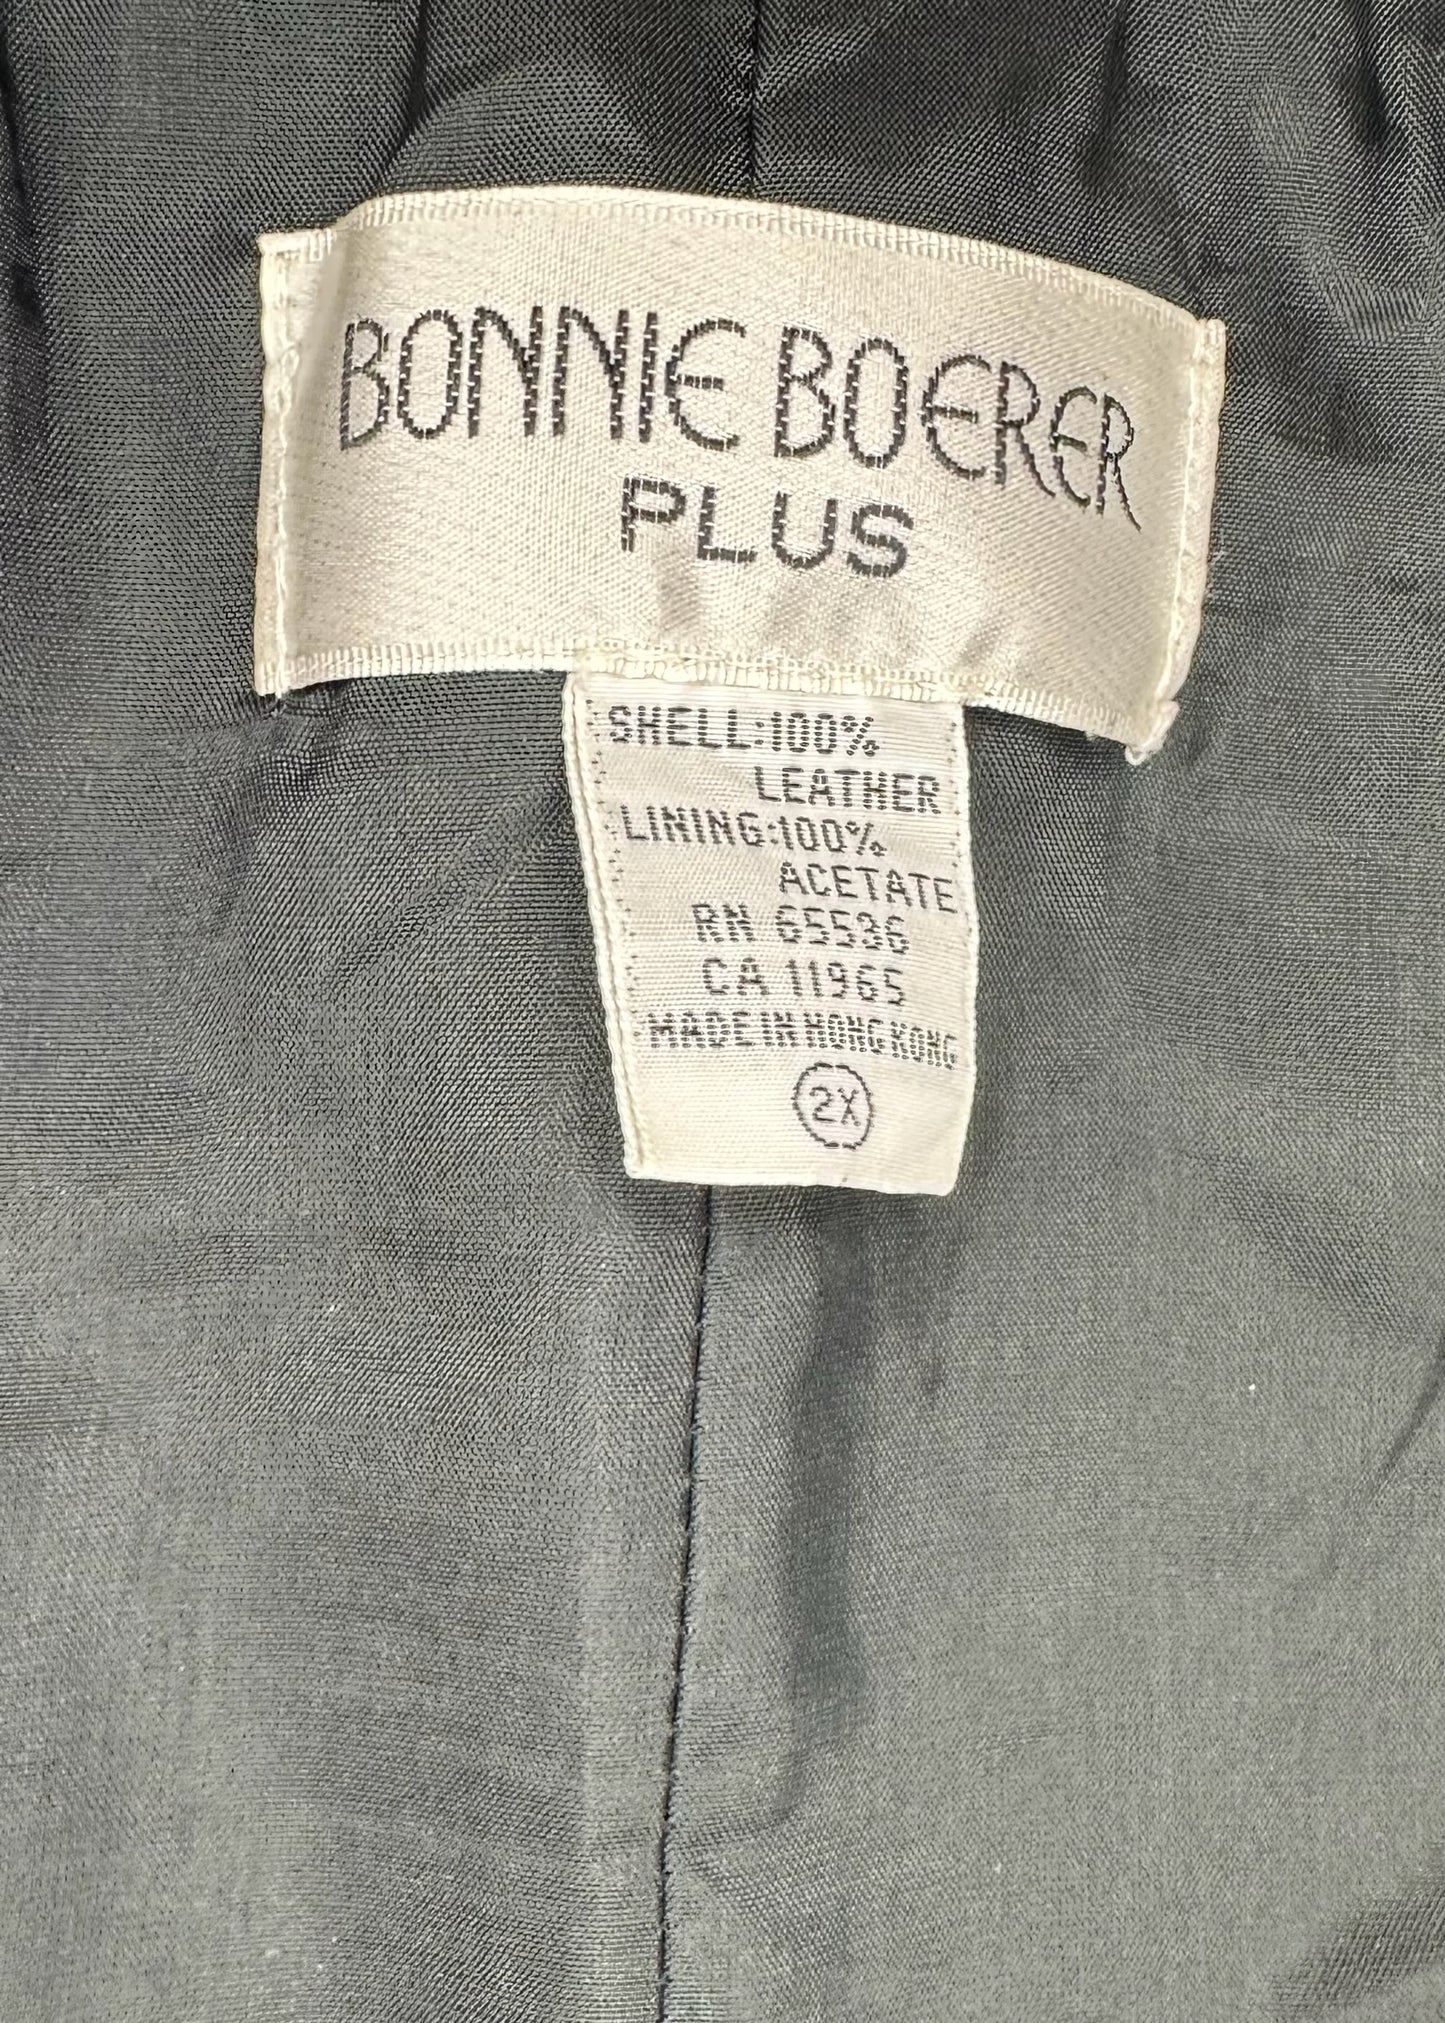 BONNIE BOERER
PLUS
SHELL:100%
LEATHER
LINING:100%
ACETATE
RN 65536
CA 11965
MADE IN HONG KONG
2X